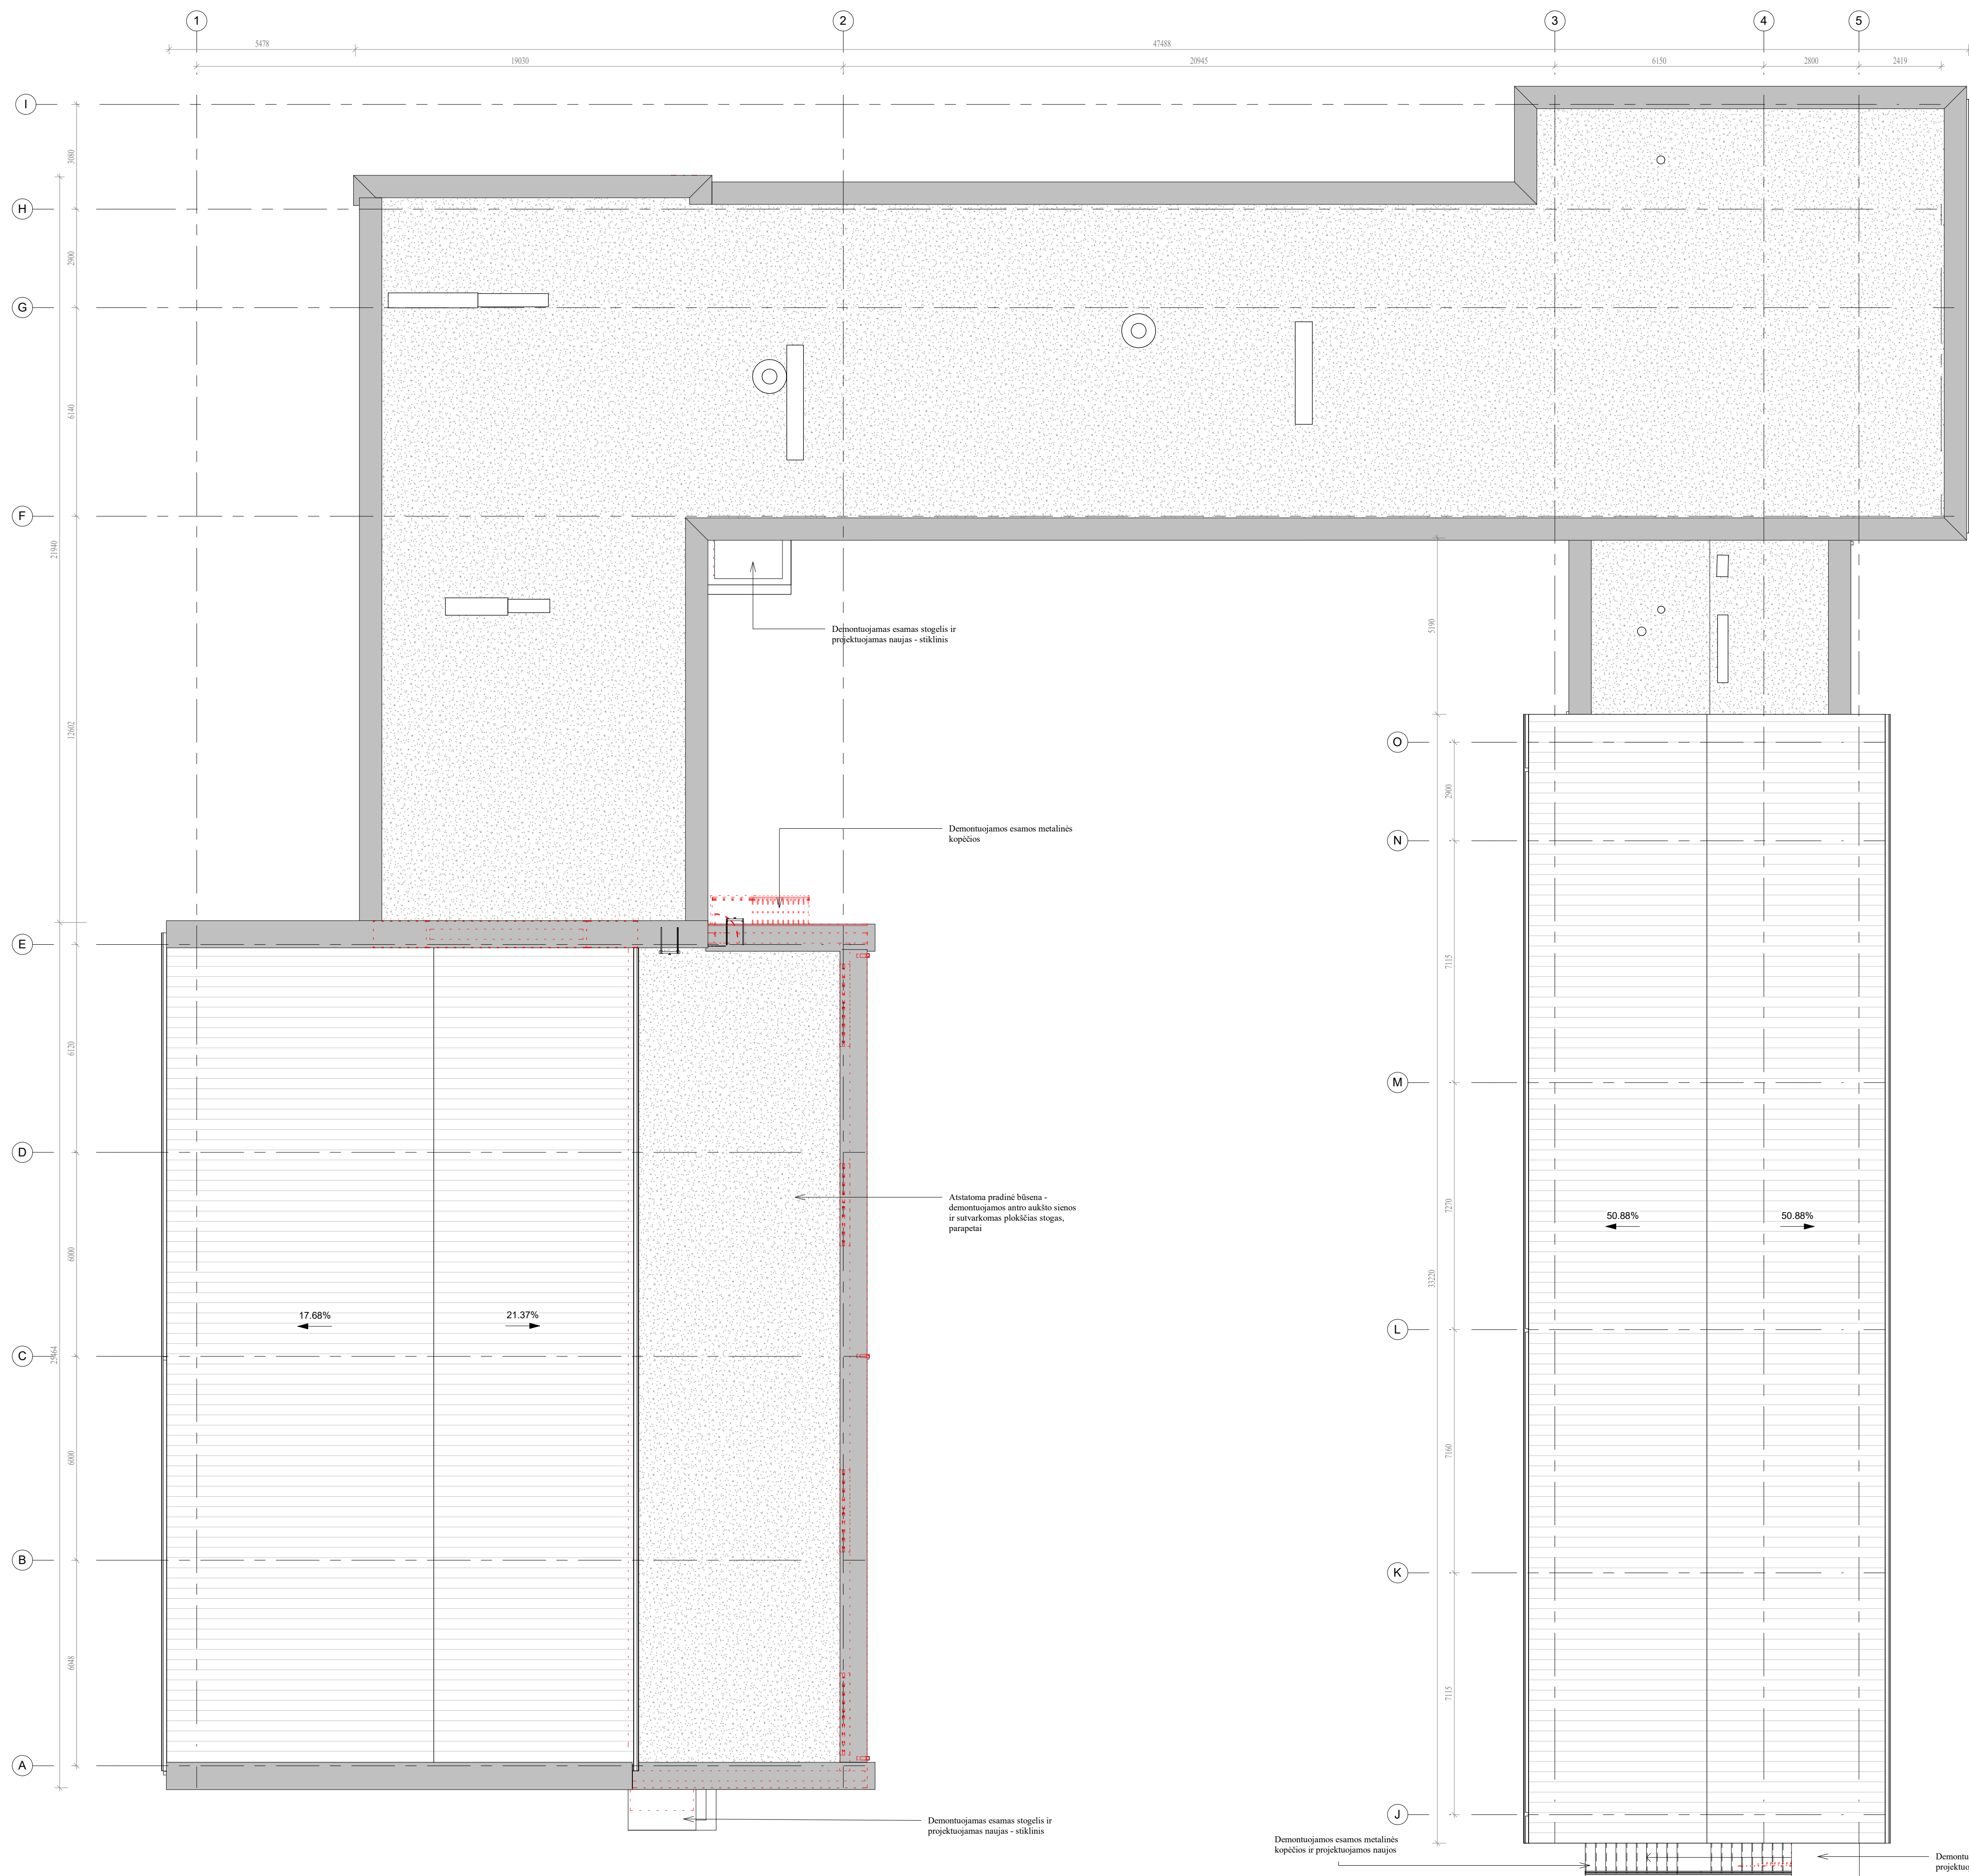 1
2
3
4
5
5478
47488
19030
20945
6150
2800
2419
I
3080
H
2900
G
6140
F
21940
12602
Demontuojamas esamas stogelis ir
projektuojamas naujas - stiklinis
5190
O
2900
Demontuojamos esamos metalinės
kopėčios
N
E
7115
6120
M
D
Atstatoma pradinė būsena -
demontuojamos antro aukšto sienos
ir sutvarkomas plokščias stogas,
parapetai
7270
50.88%
50.88%
6000
33220
17.68%
21.37%
L
C
6000
7160
B
K
6048
7115
A
J
Demontuojamas esamas stogelis ir
projektuojamas naujas - stiklinis
Demontuojamos esamos metalinės
kopėčios ir projektuojamos naujos